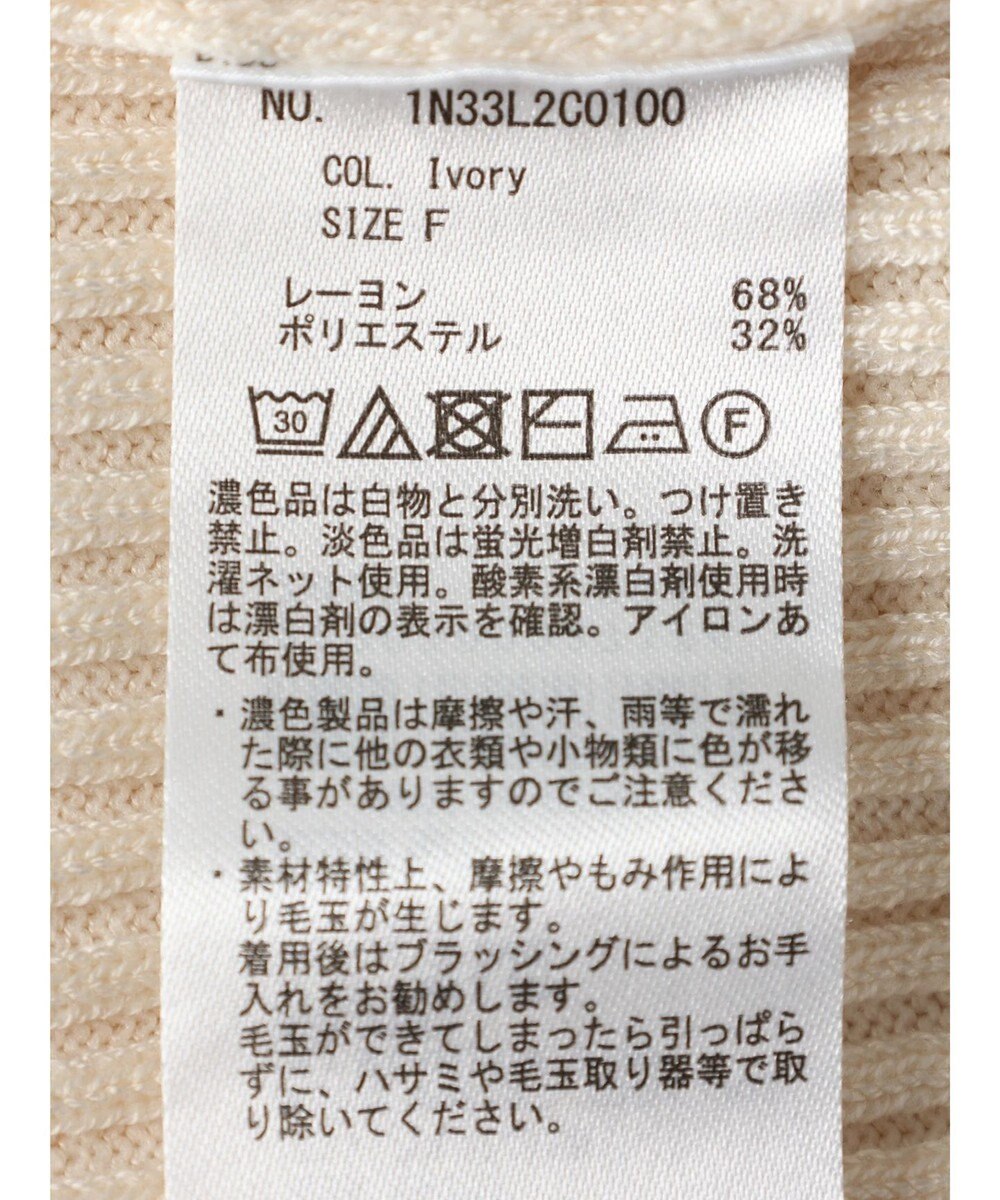 NO. 1N33L2C0100
COL. Ivory
SIZE F
レーヨン 68%
ポリエステル 32%
30 F
濃色品は白物と分別洗い。つけ置き
禁止。淡色品は蛍光増白剤禁止。洗
濯ネット使用。酸素系漂白剤使用時
は漂白剤の表示を確認。アイロンあ
て布使用。
・濃色製品は摩擦や汗、雨等で濡れ
た際に他の衣類や小物類に色が移
る事がありますのでご注意くださ
い。
・素材特性上、摩擦やもみ作用によ
り毛玉が生じます。
着用後はブラッシングによるお手
入れをお勧めします。
毛玉ができてしまったら引っぱら
ずに、ハサミや毛玉取り器等で取
り除いてください。